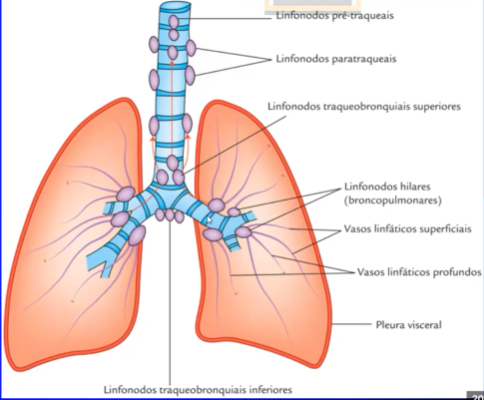 Linfonodos pré-traqueais
Linfonodos paratraqueais
Linfonodos traqueobronquiais superiores
Linfonodos hilares
(broncopulmonares)
Vasos linfáticos superficiais
Vasos linfáticos profundos
Pleura visceral
Linfonodos traqueobronquiais inferiores
20